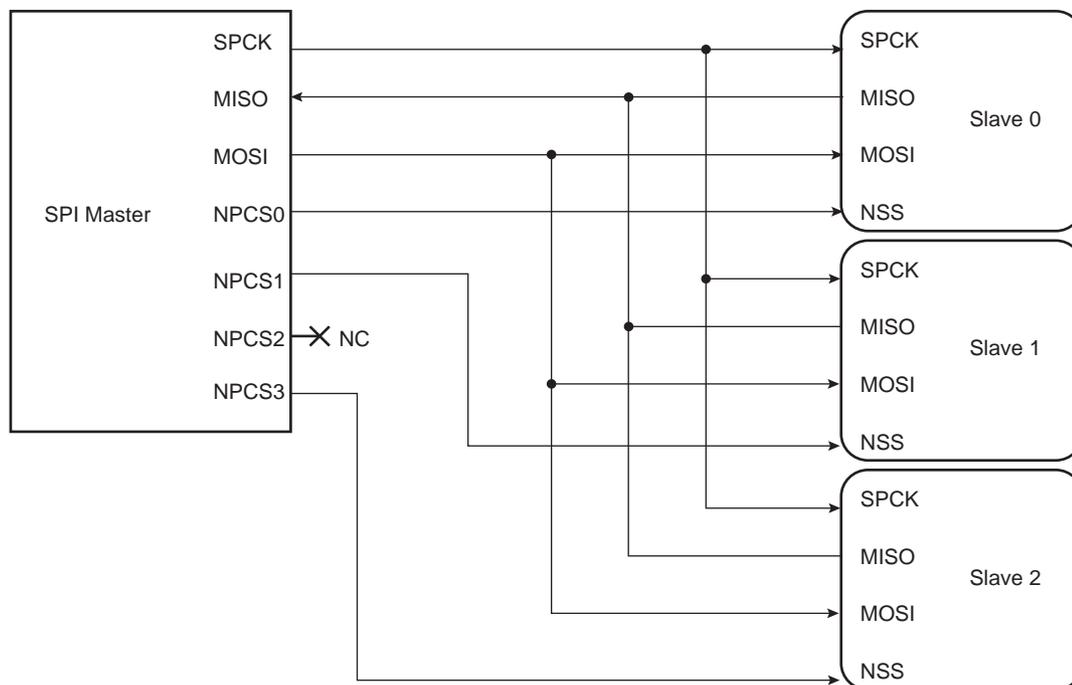 SPI Master
SPCK
MISO
MOSI
NPCS0
NPCS1
NPCS2
NC
NPCS3
SPCK
MISO
Slave 0
MOSI
NSS
SPCK
MISO
Slave 1
MOSI
NSS
SPCK
MISO
Slave 2
MOSI
NSS